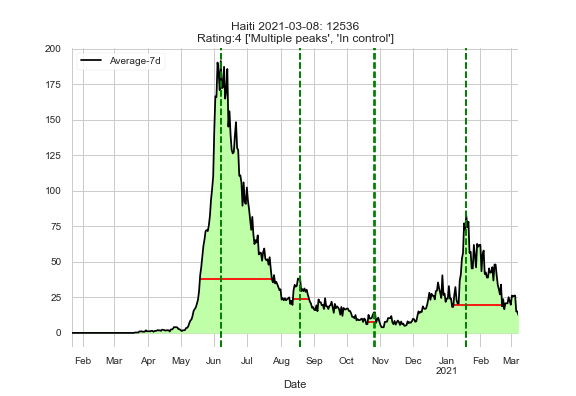 Haiti 2021-03-08: 12536
Rating:4 ['Multiple peaks', 'In control']
Average-7d
200
175
150
125
100
75
50
25
0
Feb Mar Apr May Jun Jul Aug Sep Oct Nov Dec Jan Feb Mar
2021
Date